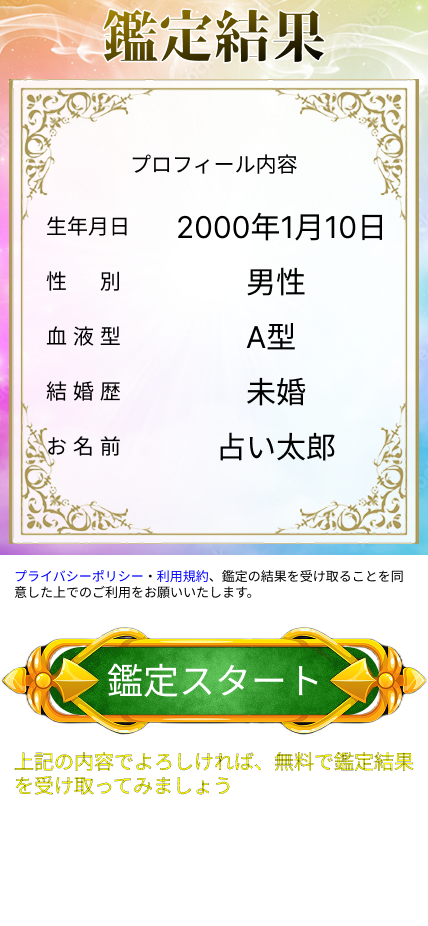 鑑定結果
プロフィール内容
生年月日 2000年1月10日
性 別 男性
血液型 A型
結婚歴 未婚
お名前 占い太郎
プライバシーポリシー・利用規約、鑑定の結果を受け取ることを同
意した上でのご利用をお願いいたします。
鑑定スタート
上記の内容でよろしければ、無料で鑑定結果
を受け取ってみましょう